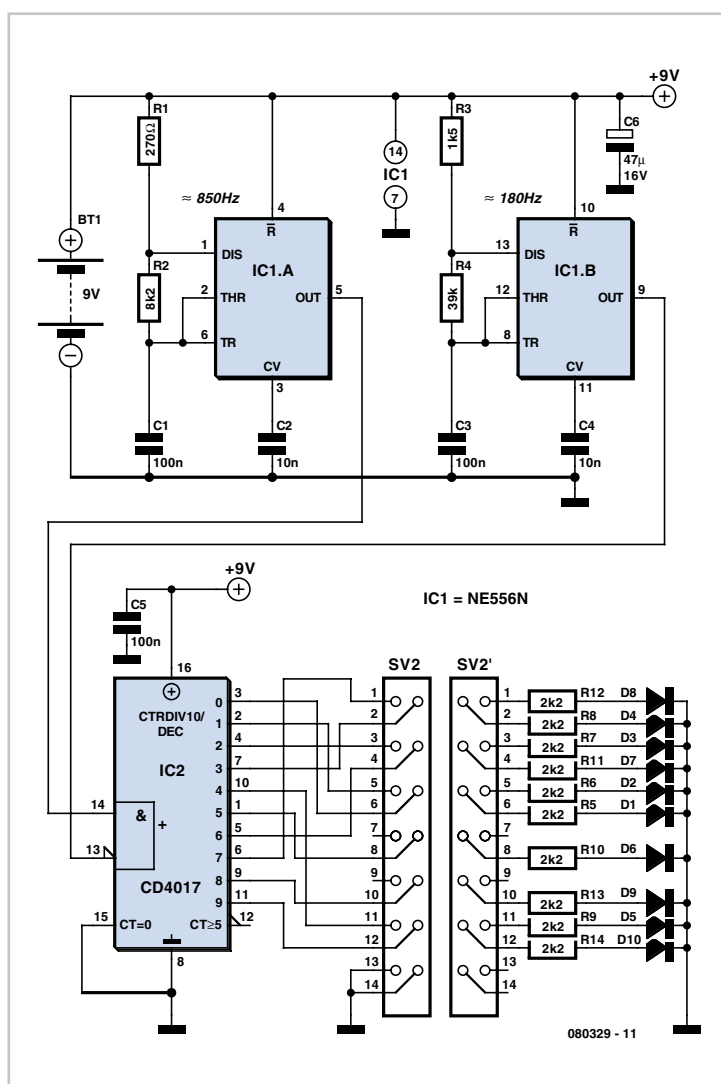 +9V
R1
270Ω
R3
1k5
14
IC1
7
C6
47µ
16V
≈ 850Hz
≈ 180Hz
BT1
9V
4
R
1
DIS
IC1.A
R2
8k2
2
THR
OUT
5
6
TR
CV
3
10
R
13
DIS
IC1.B
R4
39k
12
THR
OUT
9
8
TR
CV
11
C1
100n
C2
10n
C3
100n
C4
10n
+9V
C5
100n
IC1 = NE556N
16
CTRDIV10/
DEC
IC2
14
&
+
13
CD4017
15
CT=0
CT≥5
12
8
0 3
1 2
2 4
3 7
4 10
5 1
6 5
7 6
8 9
9 11
SV2
1
2
3
4
5
6
7
8
9
10
11
12
13
14
SV2'
1 2k2 R12 D8
2 2k2 R8 D4
3 2k2 R7 D3
4 2k2 R11 D7
5 2k2 R6 D2
6 2k2 R5 D1
7
8 2k2 R10 D6
9
10 2k2 R13 D9
11 2k2 R9 D5
12 2k2 R14 D10
13
14
080329 - 11